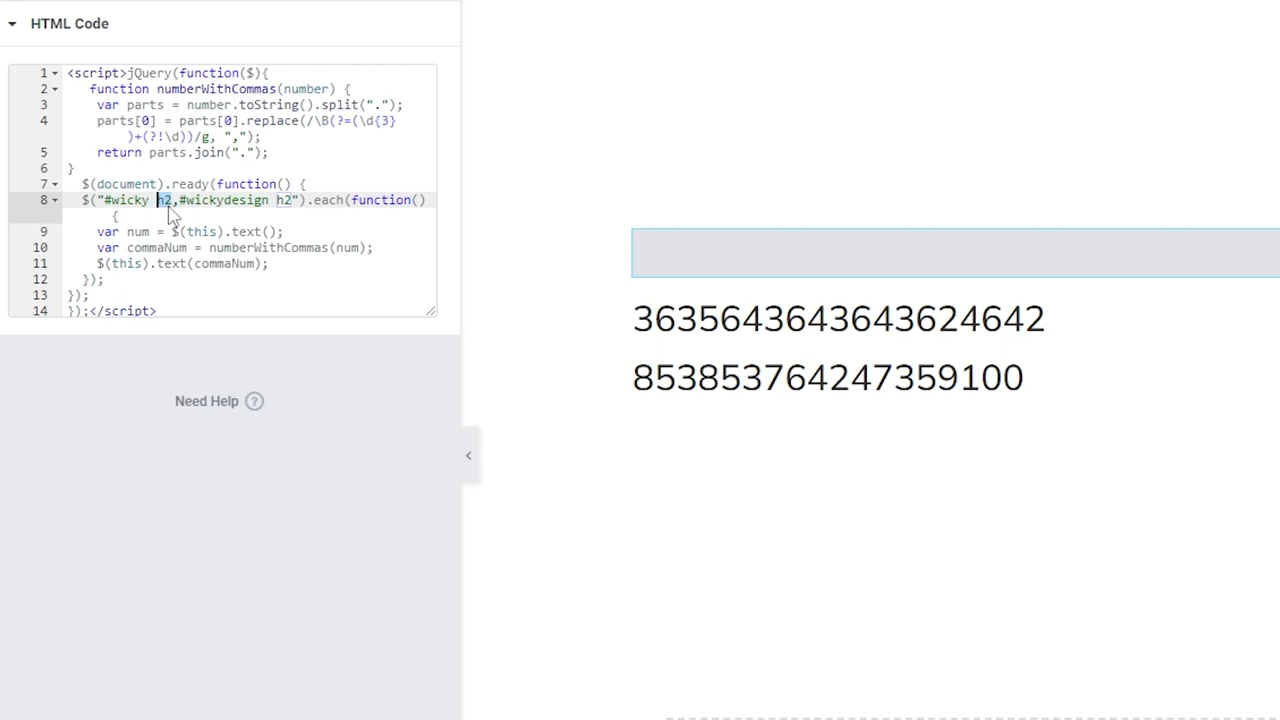 HTML Code
1 <script>jQuery(function($){
2 function numberWithCommas(number) {
3 var parts = number.toString().split(".");
4 parts[0] = parts[0].replace(/\B(?=(\d{3}
)+(?!\d))/g, ",");
5 return parts.join(".");
6 }
7 $(document).ready(function() {
8 $("#wicky h2,#wickydesign h2").each(function()
{
9 var num = $(this).text();
10 var commaNum = numberWithCommas(num);
11 $(this).text(commaNum);
12 });
13 });
14 });</script>
Need Help ?
3635643643643624642
853853764247359100